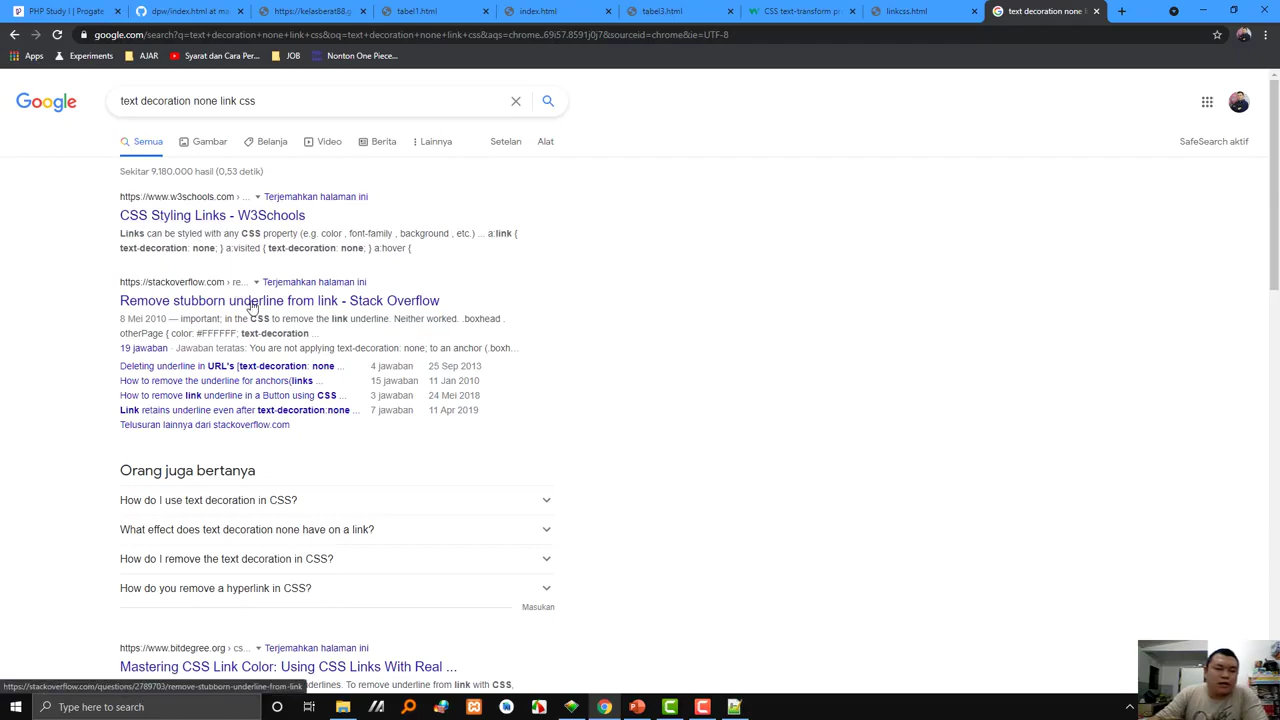 PHP Study | Progate
dpw/index.html at m
https://kelasberat88.g
tabel1.html
index.html
tabel3.html
CSS text-transform p
linkcss.html
text decoration none l
google.com/search?q=text+decoration+none+link+css&oq=text+decoration+none+link+css&aqs=chrome..69i57.8591j0j7&sourceid=chrome&ie=UTF-8
Apps
Experiments
AJAR
Syarat dan Cara Per...
JOB
Nonton One Piece...
Google
text decoration none link css
Semua
Gambar
Belanja
Video
Berita
Lainnya
Setelan
Alat
SafeSearch aktif
Sekitar 9.180.000 hasil (0,53 detik)
https://www.w3schools.com › ... Terjemahkan halaman ini
CSS Styling Links - W3Schools
Links can be styled with any CSS property (e.g. color , font-family , background , etc.) ... a:link {
text-decoration: none; } a:visited { text-decoration: none; } a:hover {
https://stackoverflow.com › re... Terjemahkan halaman ini
Remove stubborn underline from link - Stack Overflow
8 Mei 2010 — important; in the CSS to remove the link underline. Neither worked. .boxhead .
otherPage { color: #FFFFFF; text-decoration ...
19 jawaban · Jawaban teratas: You are not applying text-decoration: none; to an anchor (.boxh...
Deleting underline in URL's [text-decoration: none ... 4 jawaban 25 Sep 2013
How to remove the underline for anchors(links ... 15 jawaban 11 Jan 2010
How to remove link underline in a Button using CSS ... 3 jawaban 24 Mei 2018
Link retains underline even after text-decoration:none ... 7 jawaban 11 Apr 2019
Telusuran lainnya dari stackoverflow.com
Orang juga bertanya
How do I use text decoration in CSS?
What effect does text decoration none have on a link?
How do I remove the text decoration in CSS?
How do you remove a hyperlink in CSS?
Masukan
https://www.bitdegree.org › cs... Terjemahkan halaman ini
Mastering CSS Link Color: Using CSS Links With Real ...
derlines. To remove underline from link with CSS,
https://stackoverflow.com/questions/2789703/remove-stubborn-underline-from-link
Type here to search